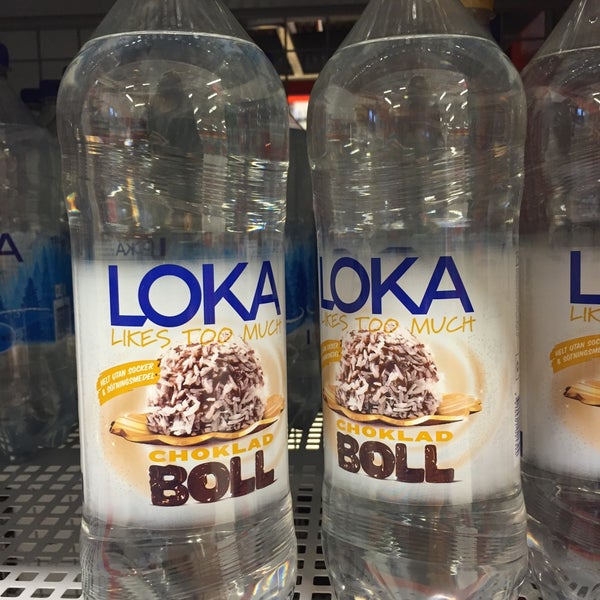 LOKA
LIKES TOO MUCH
HELT UTAN SOCKER
& SÖTNINGSMEDEL
CHOKLAD
BOLL
LOKA
LIKES TOO MUCH
CHOKLAD
BOLL